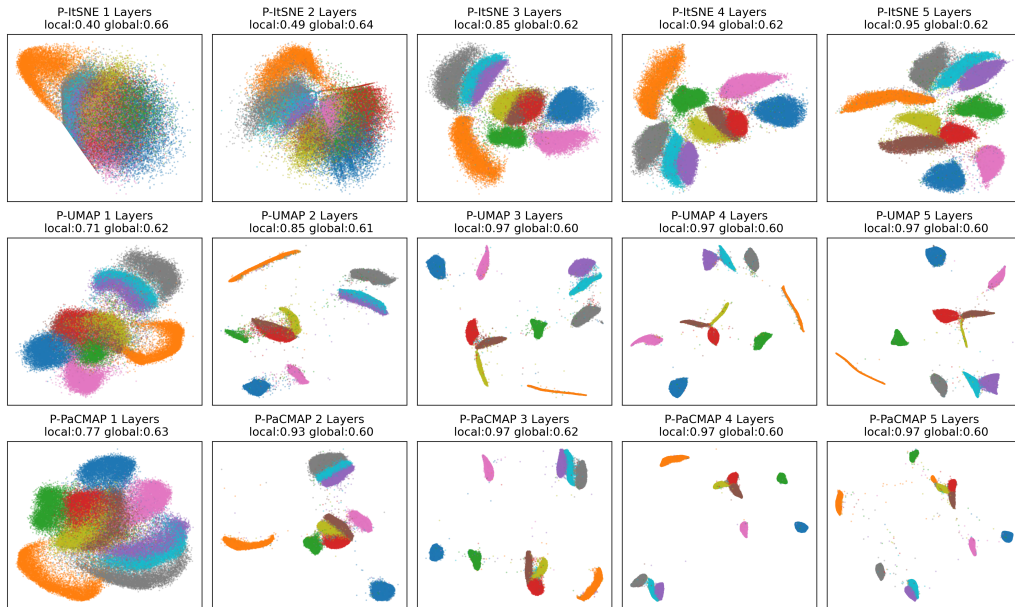 P-ItSNE 1 Layers
local:0.40 global:0.66
P-ItSNE 2 Layers
local:0.49 global:0.64
P-ItSNE 3 Layers
local:0.85 global:0.62
P-ItSNE 4 Layers
local:0.94 global:0.62
P-ItSNE 5 Layers
local:0.95 global:0.62
P-UMAP 1 Layers
local:0.71 global:0.62
P-UMAP 2 Layers
local:0.85 global:0.61
P-UMAP 3 Layers
local:0.97 global:0.60
P-UMAP 4 Layers
local:0.97 global:0.60
P-UMAP 5 Layers
local:0.97 global:0.60
P-PaCMAP 1 Layers
local:0.77 global:0.63
P-PaCMAP 2 Layers
local:0.93 global:0.60
P-PaCMAP 3 Layers
local:0.97 global:0.62
P-PaCMAP 4 Layers
local:0.97 global:0.60
P-PaCMAP 5 Layers
local:0.97 global:0.60